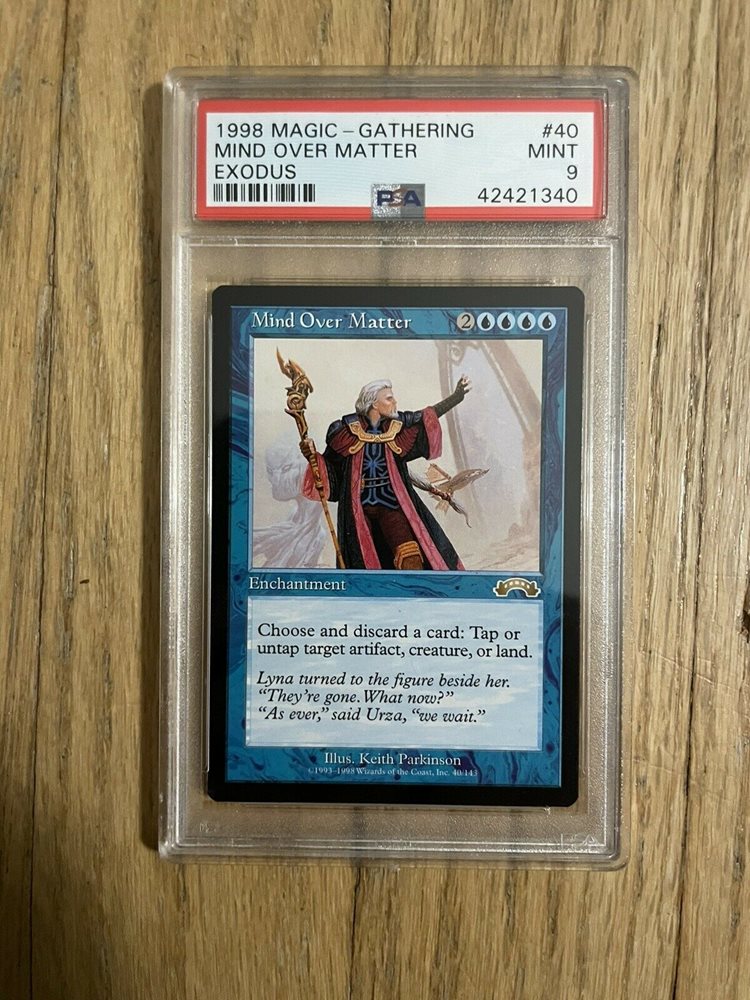 1998 MAGIC - GATHERING #40
MIND OVER MATTER MINT
EXODUS 9
PSA 42421340
Mind Over Matter 2
Enchantment
Choose and discard a card: Tap or
untap target artifact, creature, or land.
Lyna turned to the figure beside her.
"They're gone. What now?"
"As ever," said Urza, "we wait."
Illus. Keith Parkinson
©1993-1998 Wizards of the Coast, Inc. 40/143